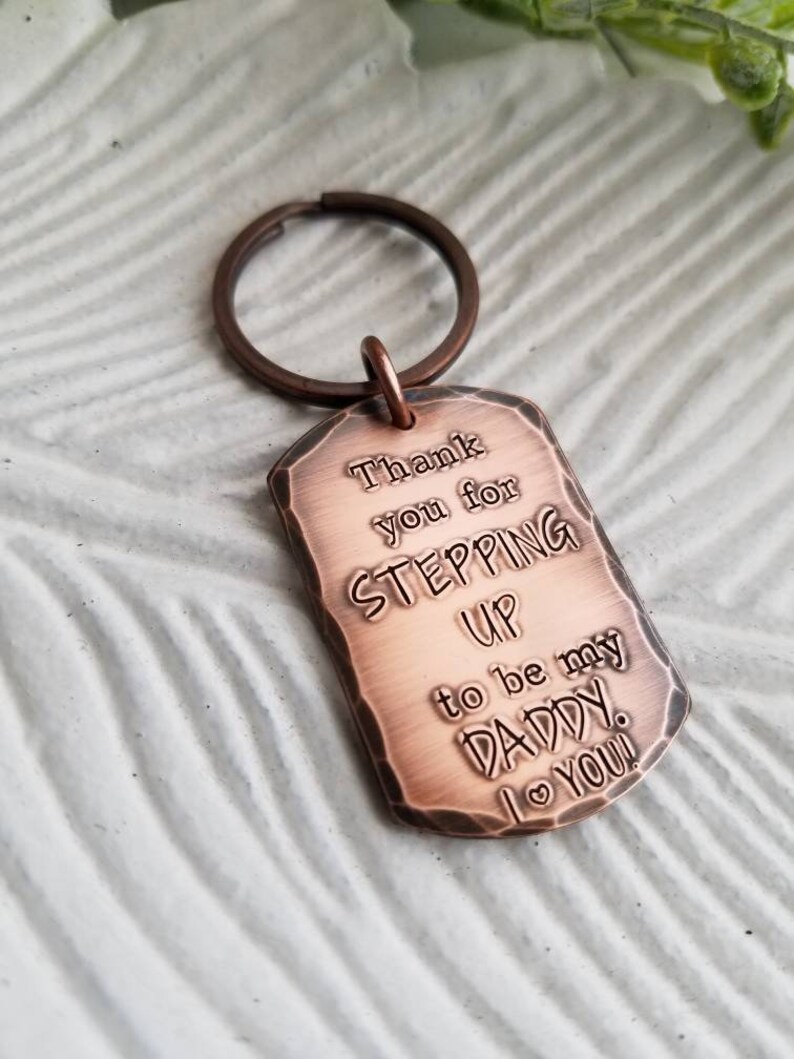 Thank
you for
STEPPING
UP
to be my
DADDY.
I ♥ YOU!